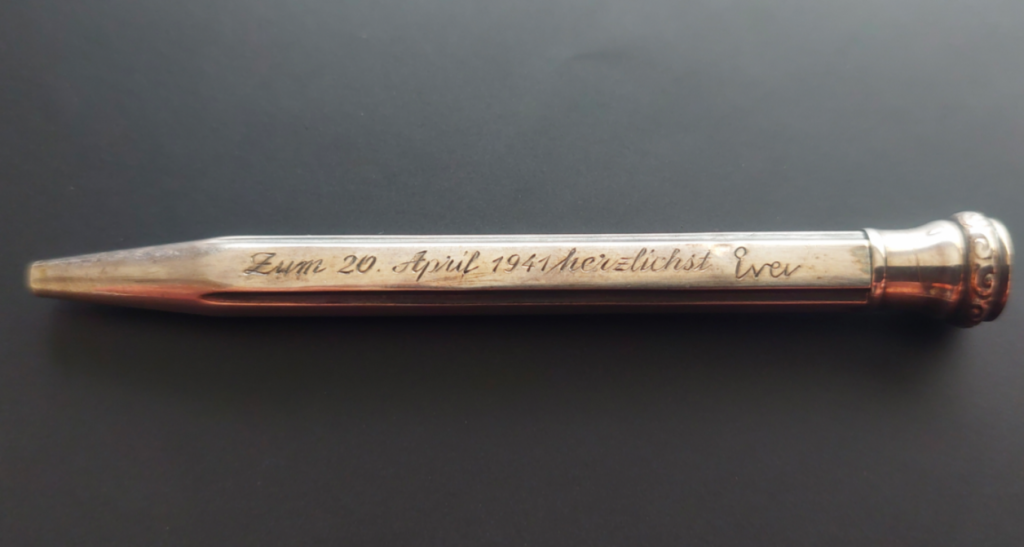 Zum 20. April 1941 herzlichst Eva